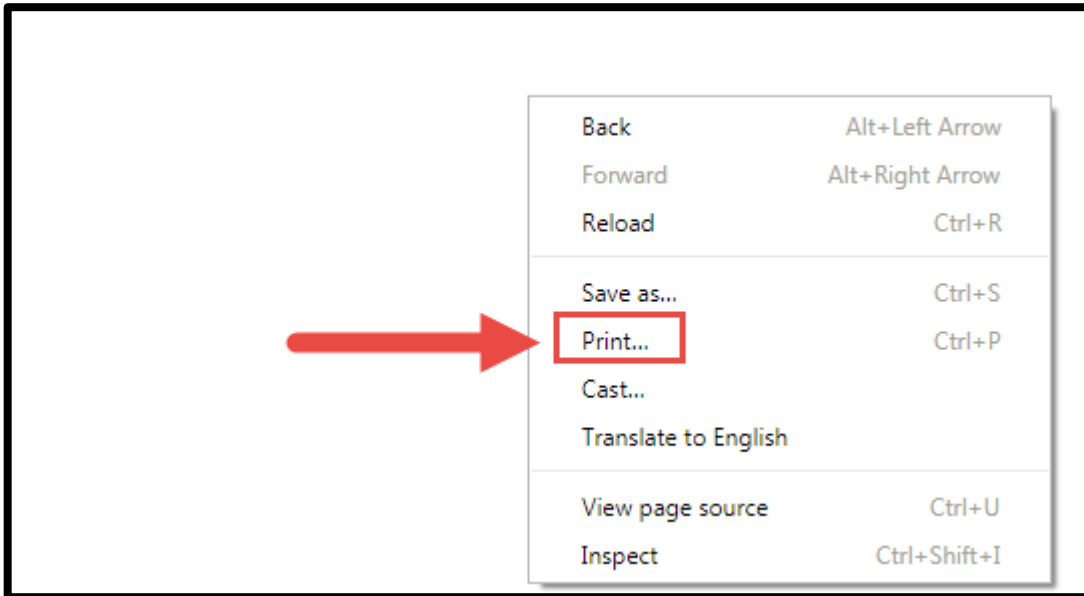 Back Alt+Left Arrow
Forward Alt+Right Arrow
Reload Ctrl+R
Save as... Ctrl+S
Print... Ctrl+P
Cast...
Translate to English
View page source Ctrl+U
Inspect Ctrl+Shift+I